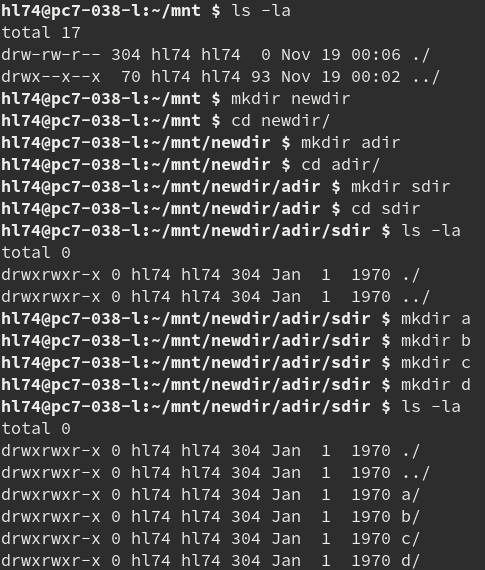 hl74@pc7-038-l:~/mnt $ ls -la
total 17
drw-rw-r-- 304 hl74 hl74  0 Nov 19 00:06 ./
drwx--x--x  70 hl74 hl74 93 Nov 19 00:02 ../
hl74@pc7-038-l:~/mnt $ mkdir newdir
hl74@pc7-038-l:~/mnt $ cd newdir/
hl74@pc7-038-l:~/mnt/newdir $ mkdir adir
hl74@pc7-038-l:~/mnt/newdir $ cd adir/
hl74@pc7-038-l:~/mnt/newdir/adir $ mkdir sdir
hl74@pc7-038-l:~/mnt/newdir/adir $ cd sdir
hl74@pc7-038-l:~/mnt/newdir/adir/sdir $ ls -la
total 0
drwxrwxr-x 0 hl74 hl74 304 Jan  1  1970 ./
drwxrwxr-x 0 hl74 hl74 304 Jan  1  1970 ../
hl74@pc7-038-l:~/mnt/newdir/adir/sdir $ mkdir a
hl74@pc7-038-l:~/mnt/newdir/adir/sdir $ mkdir b
hl74@pc7-038-l:~/mnt/newdir/adir/sdir $ mkdir c
hl74@pc7-038-l:~/mnt/newdir/adir/sdir $ mkdir d
hl74@pc7-038-l:~/mnt/newdir/adir/sdir $ ls -la
total 0
drwxrwxr-x 0 hl74 hl74 304 Jan  1  1970 ./
drwxrwxr-x 0 hl74 hl74 304 Jan  1  1970 ../
drwxrwxr-x 0 hl74 hl74 304 Jan  1  1970 a/
drwxrwxr-x 0 hl74 hl74 304 Jan  1  1970 b/
drwxrwxr-x 0 hl74 hl74 304 Jan  1  1970 c/
drwxrwxr-x 0 hl74 hl74 304 Jan  1  1970 d/